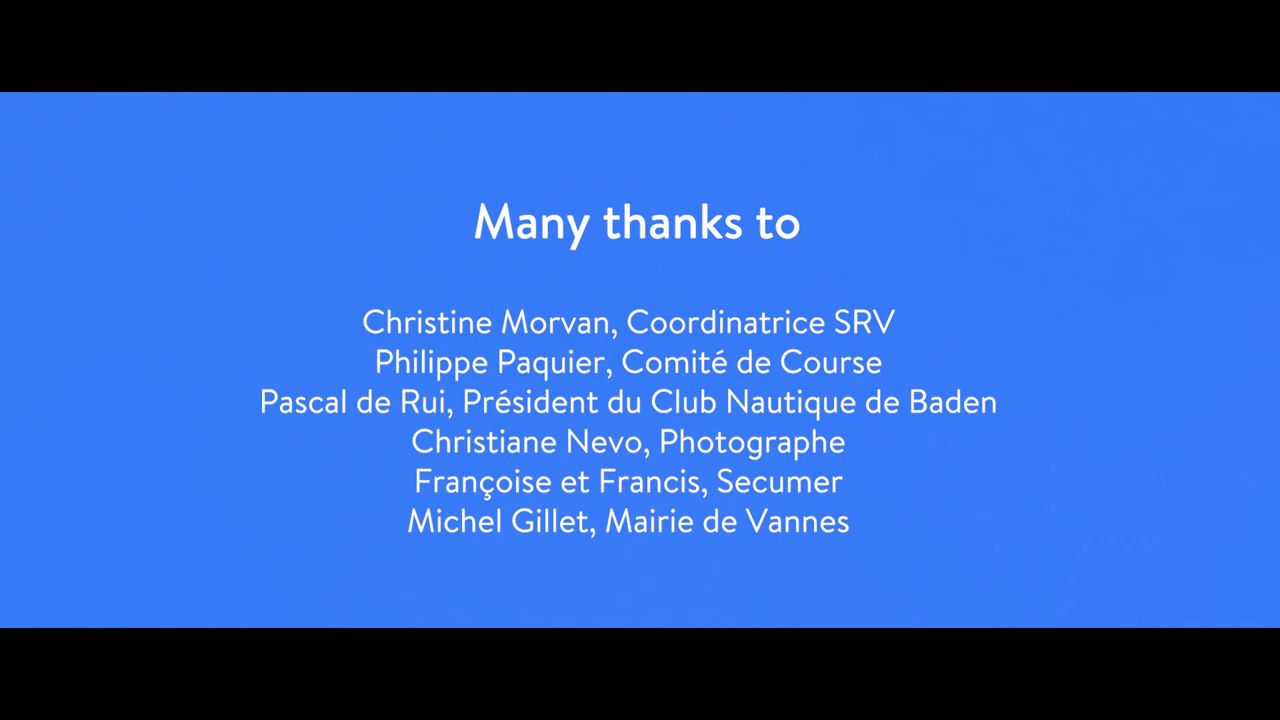 Many thanks to
Christine Morvan, Coordinatrice SRV
Philippe Paquier, Comité de Course
Pascal de Rui, Président du Club Nautique de Baden
Christiane Nevo, Photographe
Françoise et Francis, Secumer
Michel Gillet, Mairie de Vannes